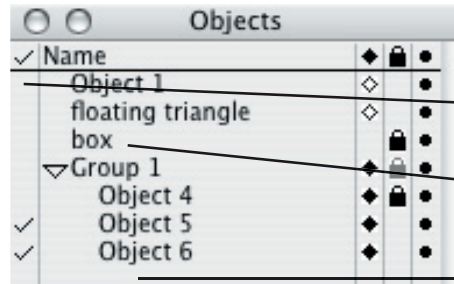 Objects
Name
Object 1
floating triangle
box
Group 1
Object 4
Object 5
Object 6